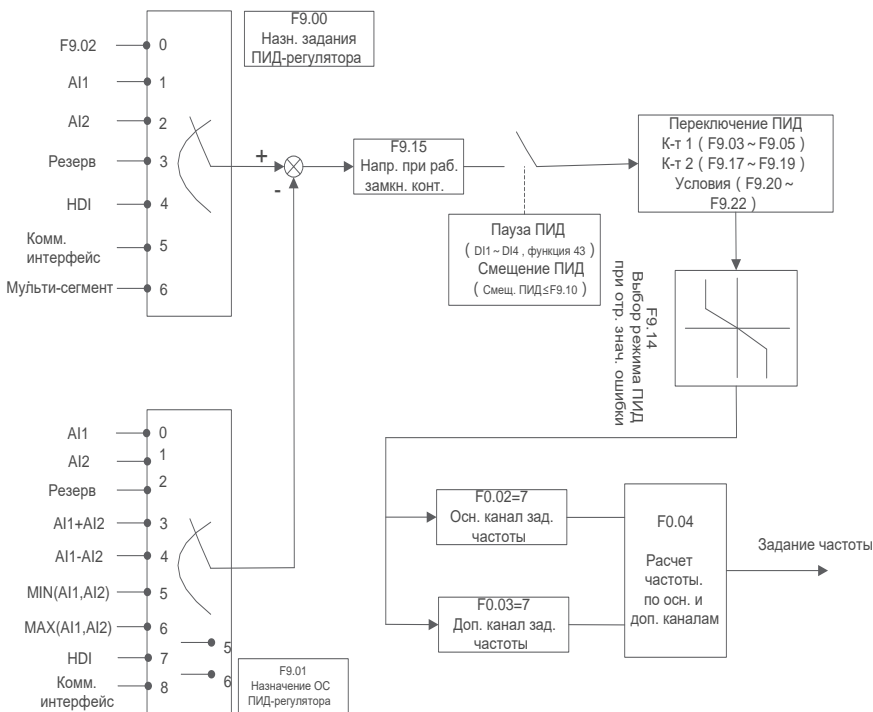 F9.00
Назн. задания
ПИД-регулятора
F9.02
0
AI1
1
AI2
2
Резерв
3
HDI
4
Комм.
интерфейс
5
Мульти-сегмент
6
+
-
F9.15
Напр. при раб.
замкн. конт.
Пауза ПИД
( DI1 ~ DI4 , функция 43 )
Смещение ПИД
( Смещ. ПИД≤F9.10 )
Переключение ПИД
К-т 1 ( F9.03 ~ F9.05 )
К-т 2 ( F9.17 ~ F9.19 )
Условия ( F9.20 ~
F9.22 )
F9.14
Выбор режима ПИД
при отр. знач. ошибки
AI1
0
AI2
1
Резерв
2
AI1+AI2
3
AI1-AI2
4
MIN(AI1,AI2)
5
MAX(AI1,AI2)
6
HDI
7
Комм.
интерфейс
8
5
6
F9.01
Назначение ОС
ПИД-регулятора
F0.02=7
Осн. канал зад.
частоты
F0.03=7
Доп. канал зад.
частоты
F0.04
Расчет
частоты.
по осн. и
доп. каналам
Задание частоты